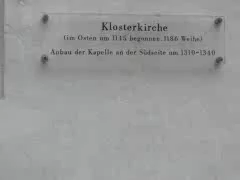 Klosterkirche
(im Osten um 1145 begonnen, 1186 Weihe)
Anbau der Kapelle an der Südseite um 1310-1340